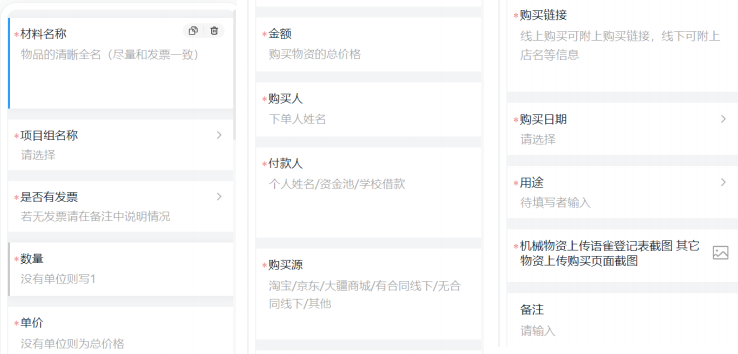 *材料名称
物品的清晰全名（尽量和发票一致）
*项目组名称
请选择
*是否有发票
若无发票请在备注中说明情况
*数量
没有单位则写1
*单价
没有单位则为总价格
*金额
购买物资的总价格
*购买人
下单人姓名
*付款人
个人姓名/资金池/学校借款
*购买源
淘宝/京东/大疆商城/有合同线下/无合
同线下/其他
*购买链接
线上购买可附上购买链接，线下可附上
店名等信息
*购买日期
请选择
*用途
待填写者输入
*机械物资上传语雀登记表截图 其它
物资上传购买页面截图
备注
请输入